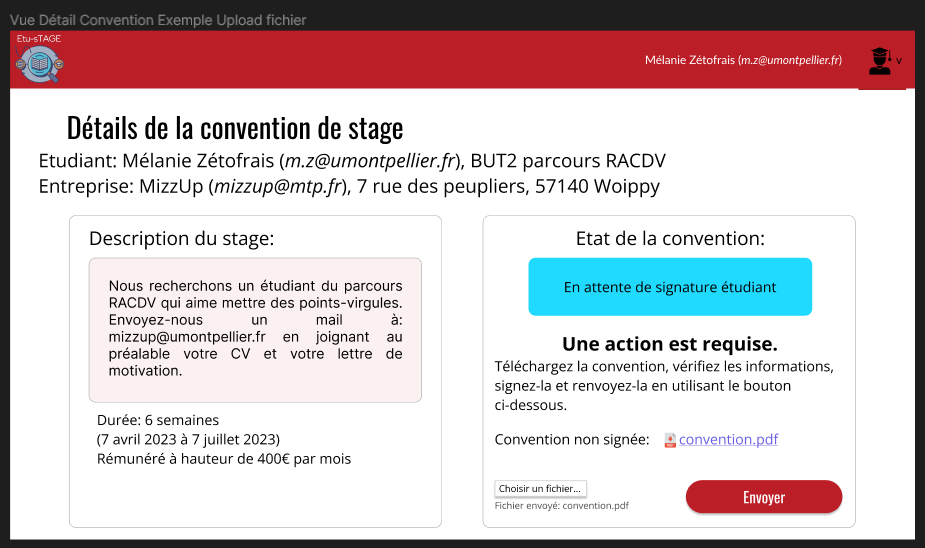 Vue Détail Convention Exemple Upload fichier
Etu-sTAGE
Mélanie Zétofrais (m.z@umontpellier.fr)
v
Détails de la convention de stage
Etudiant: Mélanie Zétofrais (m.z@umontpellier.fr), BUT2 parcours RACDV
Entreprise: MizzUp (mizzup@mtp.fr), 7 rue des peupliers, 57140 Woippy
Description du stage:
Nous recherchons un étudiant du parcours
RACDV qui aime mettre des points-virgules.
Envoyez-nous un mail à:
mizzup@umontpellier.fr en joignant au
préalable votre CV et votre lettre de
motivation.
Durée: 6 semaines
(7 avril 2023 à 7 juillet 2023)
Rémunéré à hauteur de 400€ par mois
Etat de la convention:
En attente de signature étudiant
Une action est requise.
Téléchargez la convention, vérifiez les informations,
signez-la et renvoyez-la en utilisant le bouton
ci-dessous.
Convention non signée: convention.pdf
Choisir un fichier...
Fichier envoyé: convention.pdf
Envoyer